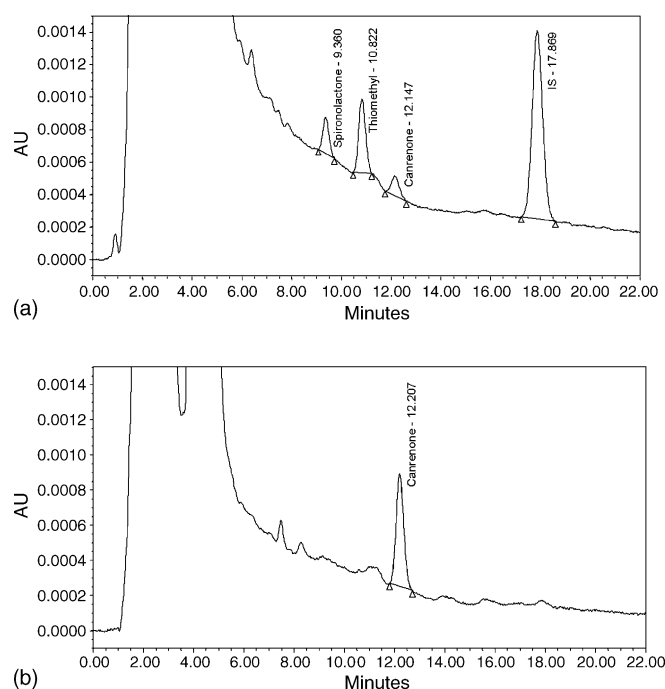 0.0014
0.0012
0.0010
0.0008
0.0006
0.0004
0.0002
0.0000
AU
Spironolactone - 9.360
Thiomethyl - 10.822
Canrenone - 12.147
IS - 17.869
0.00 2.00 4.00 6.00 8.00 10.00 12.00 14.00 16.00 18.00 20.00 22.00
(a)
Minutes
0.0014
0.0012
0.0010
0.0008
0.0006
0.0004
0.0002
0.0000
AU
Canrenone - 12.207
0.00 2.00 4.00 6.00 8.00 10.00 12.00 14.00 16.00 18.00 20.00 22.00
(b)
Minutes